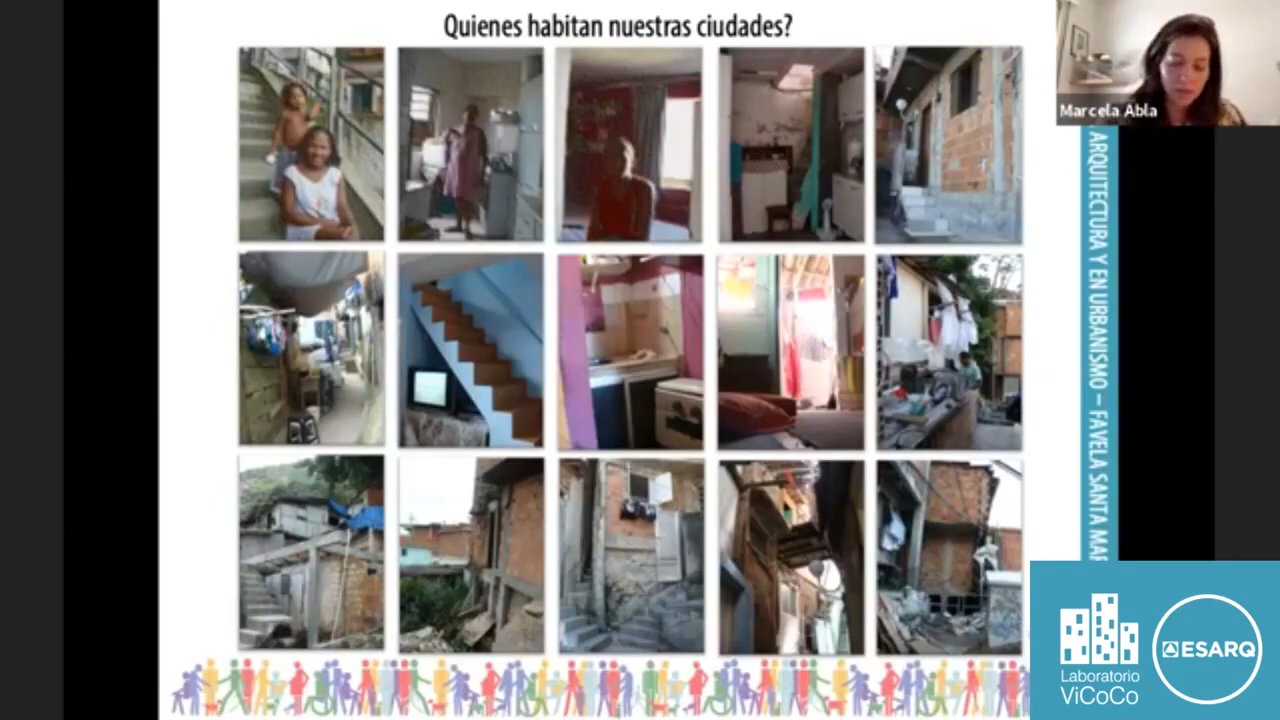 Quienes habitan nuestras ciudades?
Marcela Abla
ARQUITECTURA Y EN URBANISMO – FAVELA SANTA MAR
Laboratorio
ViCoCo
ESARQ